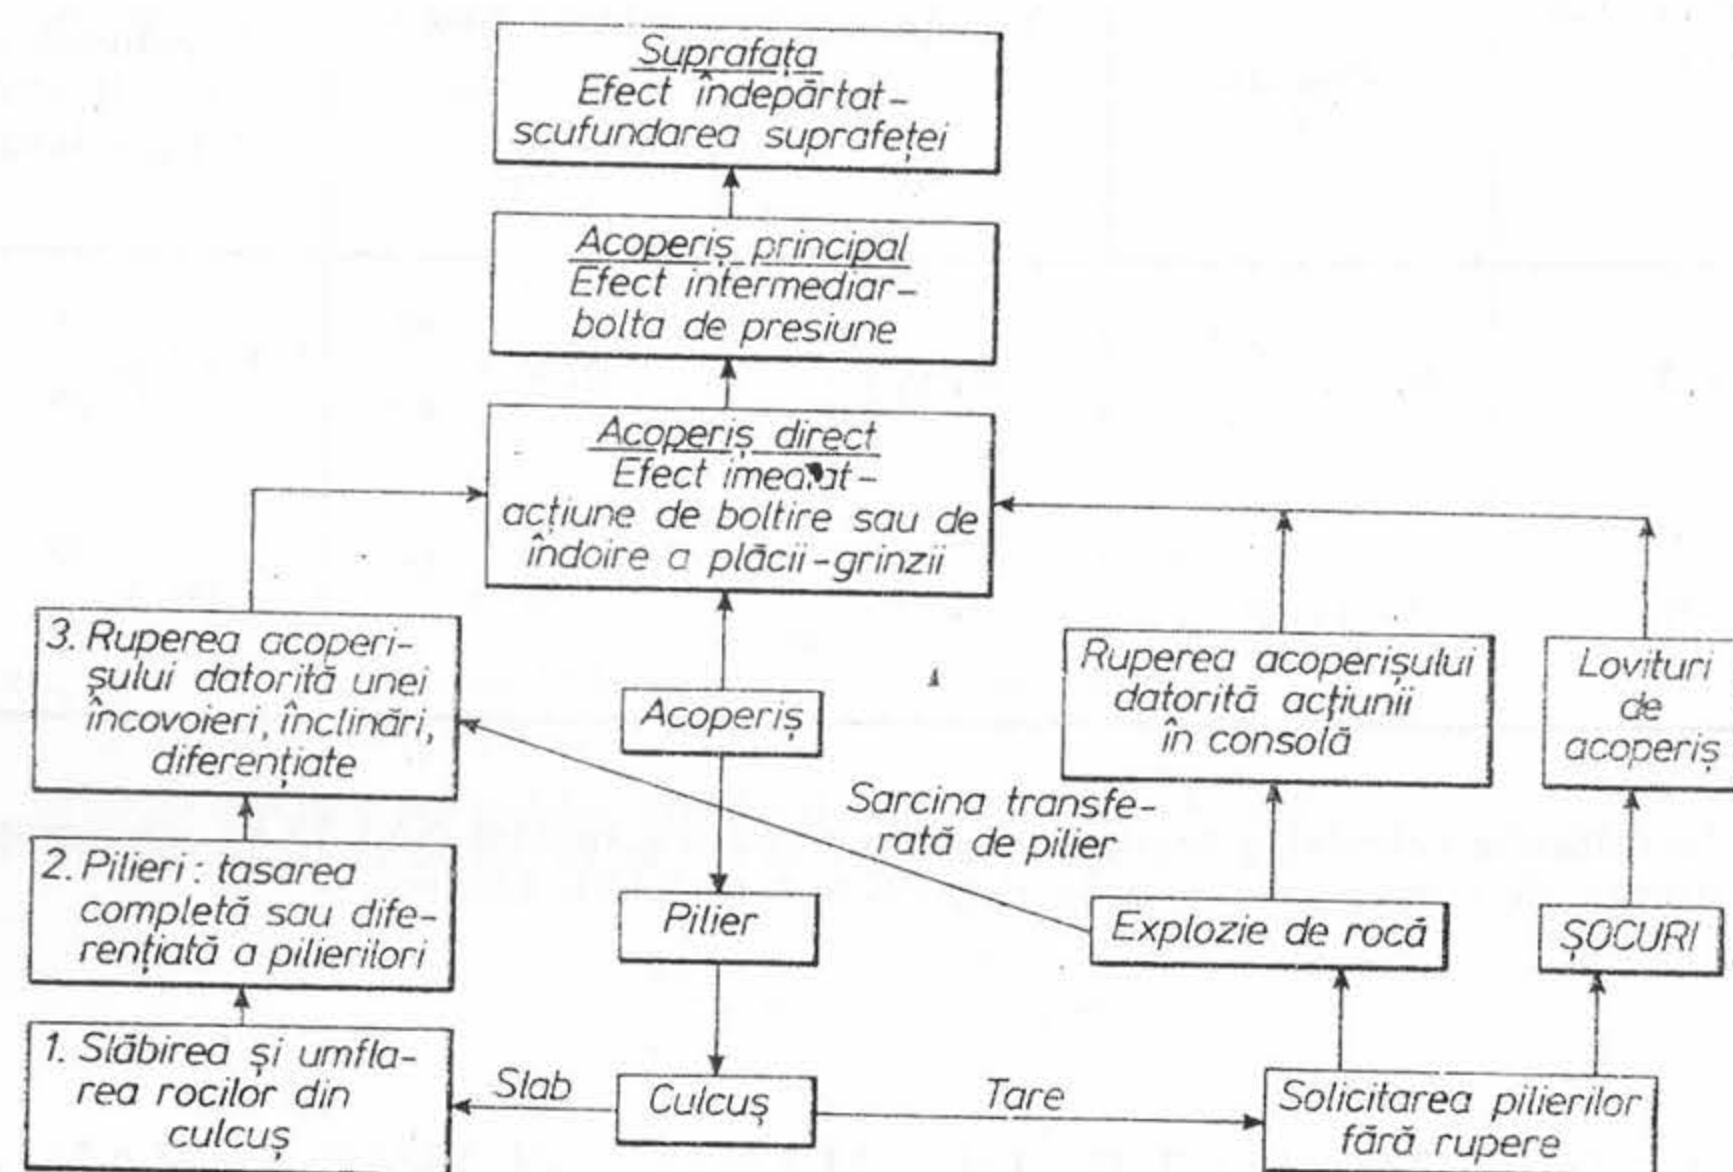 Suprafața
Efect îndepărtat-
scufundarea suprafeței
Acoperiș principal
Efect intermediar-
bolta de presiune
Acoperiș direct
Efect imediat-
acțiune de boltire sau de
îndoire a plăcii-grinzii
3. Ruperea acoperi-
șului datorită unei
încovoieri, înclinări,
diferențiate
Acoperiș
Ruperea acoperișului
datorită acțiunii
în consolă
Lovituri
de
acoperiș
Sarcina transfe-
rată de pilier
2. Pilieri: tasarea
completă sau dife-
rențiată a pilierilori
Pilier
Explozie de rocă
ȘOCURI
1. Slăbirea și umfla-
rea rocilor din
culcuș
Slab
Culcuș
Tare
Solicitarea pilierilor
fără rupere